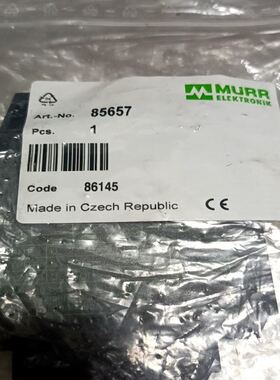 MURR
ELEKTRONIK
Art.-No. 85657
Pcs. 1
Code 86145
Made in Czech Republic CE